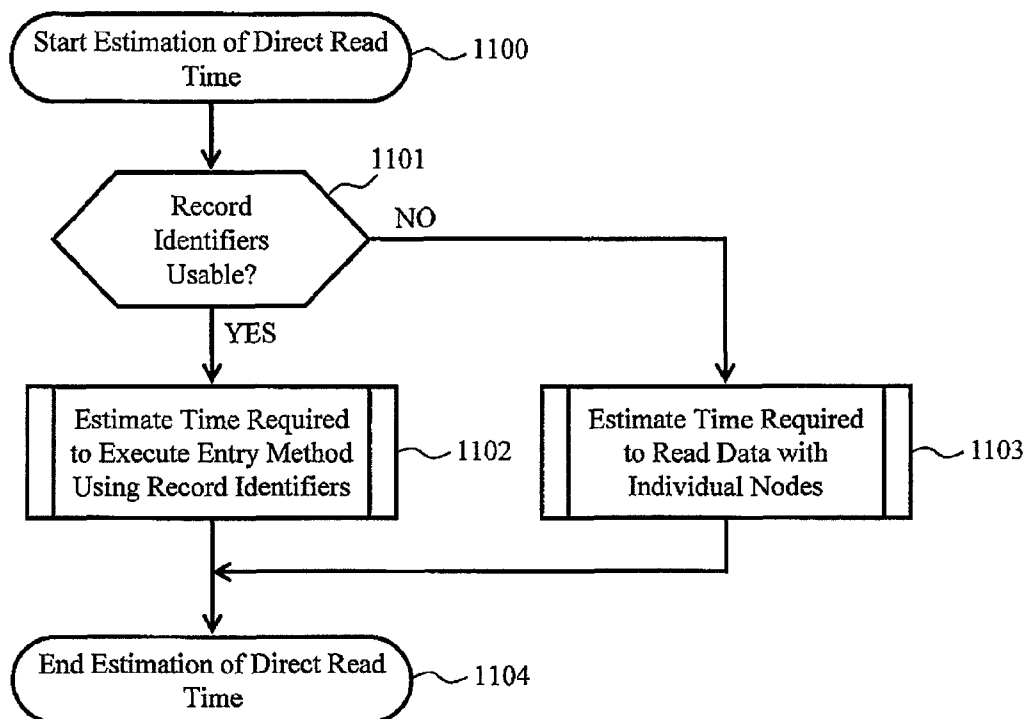 Start Estimation of Direct Read
Time
1100
1101
Record
Identifiers
Usable?
NO
YES
Estimate Time Required
to Execute Entry Method
Using Record Identifiers
1102
Estimate Time Required
to Read Data with
Individual Nodes
1103
End Estimation of Direct Read
Time
1104